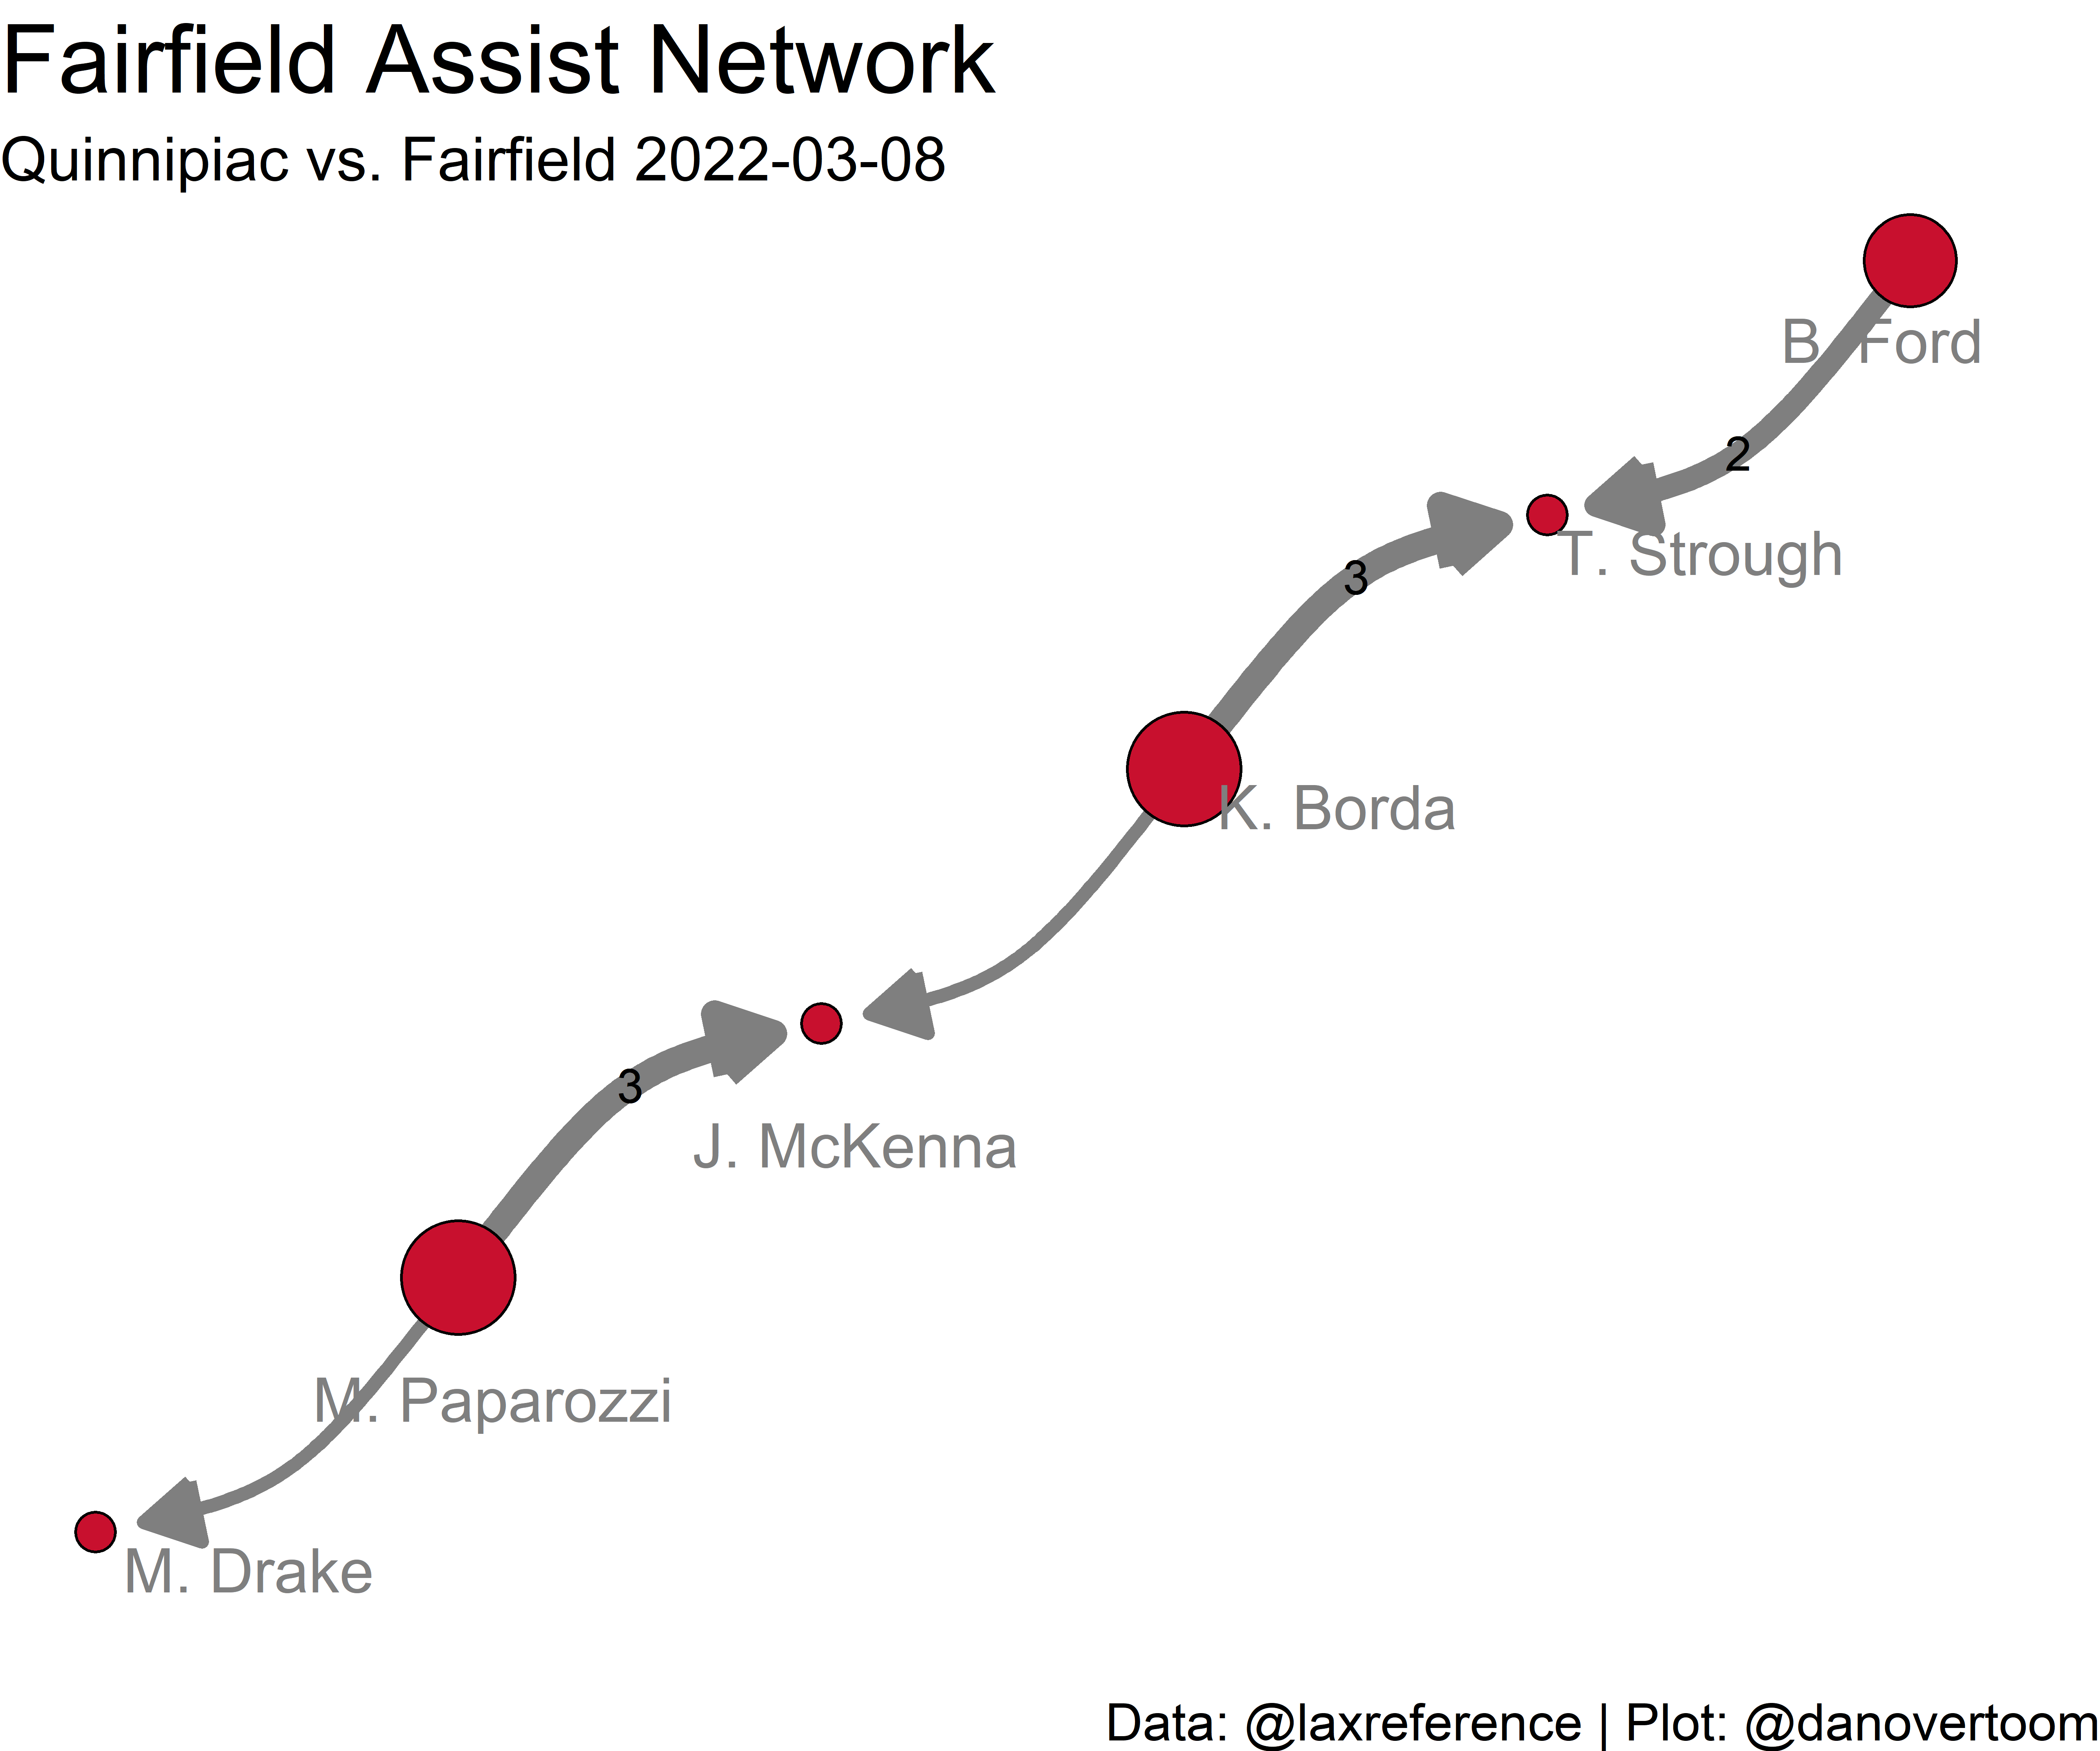 Fairfield Assist Network
Quinnipiac vs. Fairfield 2022-03-08
B. Ford
2
T. Strough
3
K. Borda
3
J. McKenna
M. Paparozzi
M. Drake
Data: @laxreference | Plot: @danovertoom